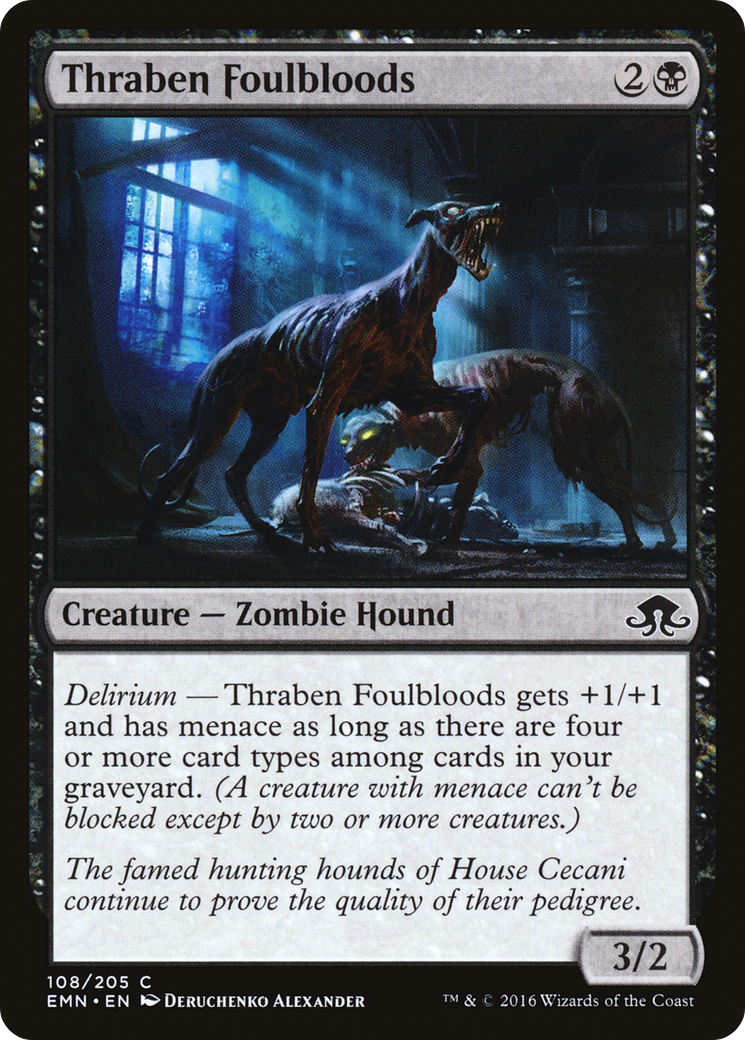 Thraben Foulbloods 2
Creature — Zombie Hound
Delirium — Thraben Foulbloods gets +1/+1
and has menace as long as there are four
or more card types among cards in your
graveyard. (A creature with menace can't be
blocked except by two or more creatures.)
The famed hunting hounds of House Cecani
continue to prove the quality of their pedigree.
3/2
108/205 C
EMN • EN Deruchenko Alexander
™ & © 2016 Wizards of the Coast